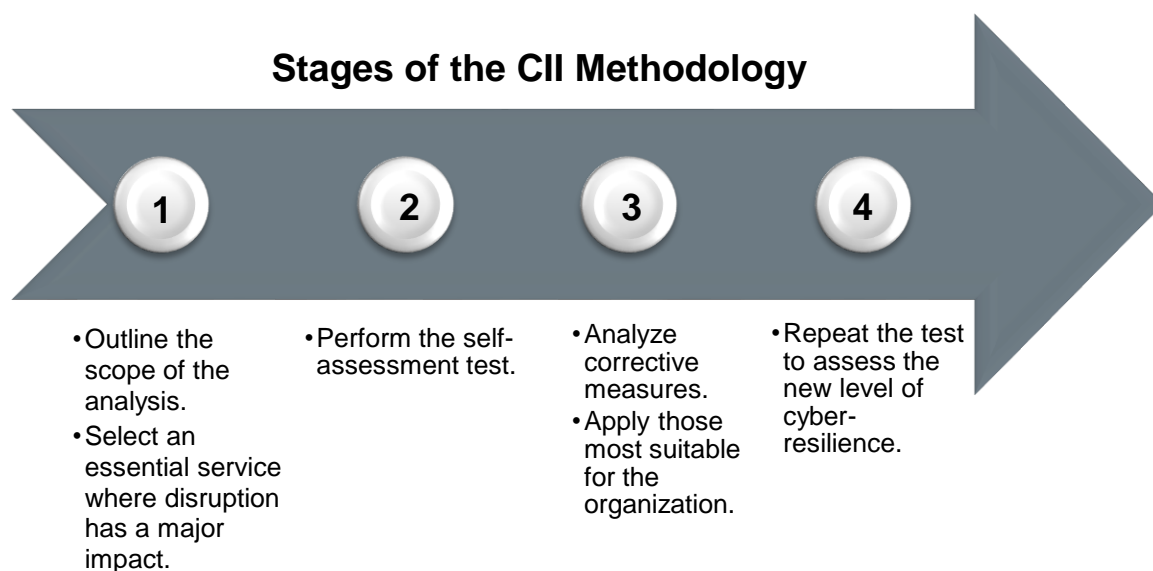 Stages of the CII Methodology
1
2
3
4
•Outline the
scope of the
analysis.
•Select an
essential service
where disruption
has a major
impact.
•Perform the self-
assessment test.
•Analyze
corrective
measures.
•Apply those
most suitable
for the
organization.
•Repeat the test
to assess the
new level of
cyber-
resilience.